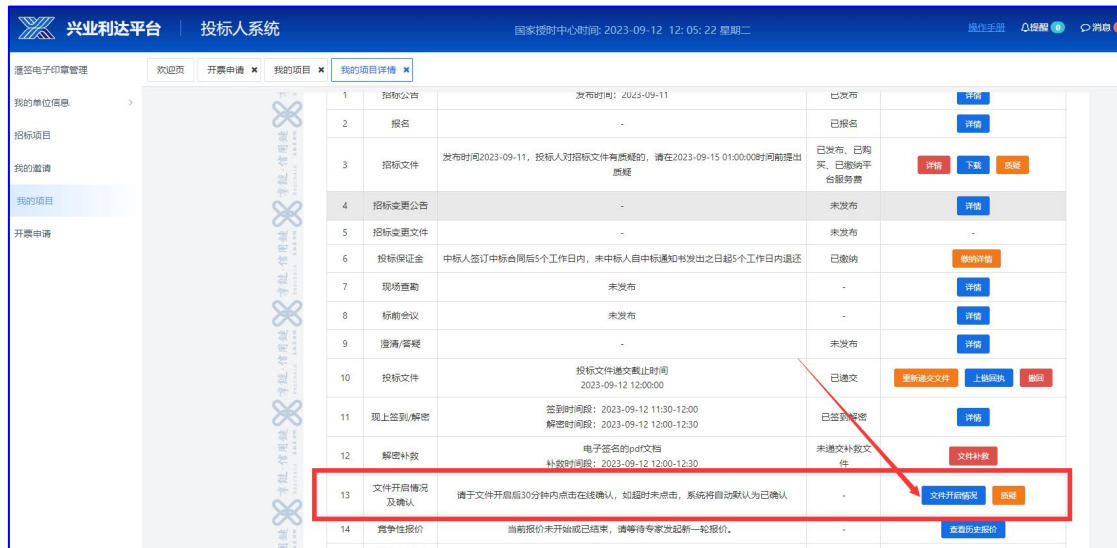 兴业利达平台 投标人系统 国家授时中心时间: 2023-09-12 12:05:22 星期二 操作手册 提醒 0 消息
滙签电子印章管理 欢迎页 开票申请 × 我的项目 × 我的项目详情 ×
我的单位信息 >
招标项目
我的邀请
我的项目
开票申请
1 招标公告 发布时间：2023-09-11 已发布 详情
2 报名 - 已报名 详情
3 招标文件 发布时间2023-09-11，投标人对招标文件有质疑的，请在2023-09-15 01:00:00时间前提出
质疑
已发布、已购
买、已缴纳平
台服务费
详情 下载 质疑
4 招标变更公告 - 未发布 详情
5 招标变更文件 - 未发布 -
6 投标保证金 中标人签订中标合同后5个工作日内，未中标人自中标通知书发出之日起5个工作日内退还 已缴纳 缴纳详情
7 现场查勘 未发布 - 详情
8 标前会议 未发布 - 详情
9 澄清/答疑 - 未发布 详情
10 投标文件 投标文件递交截止时间
2023-09-12 12:00:00
已递交 重新递交文件 上传回执 撤回
11 现上签到/解密 签到时间段：2023-09-12 11:30-12:00
解密时间段：2023-09-12 12:00-12:30
已签到解密 详情
12 解密补救 电子签名的pdf文档
补救时间段：2023-09-12 12:00-12:30
未递交补救文
件
文件补救
13 文件开启情况
及确认
请于文件开启后30分钟内点击在线确认，如超时未点击，系统将自动默认为已确认 - 文件开启情况 质疑
14 竞争性报价 当前报价未开始或已结束，请等待专家发起新一轮报价。 - 查看历史报价